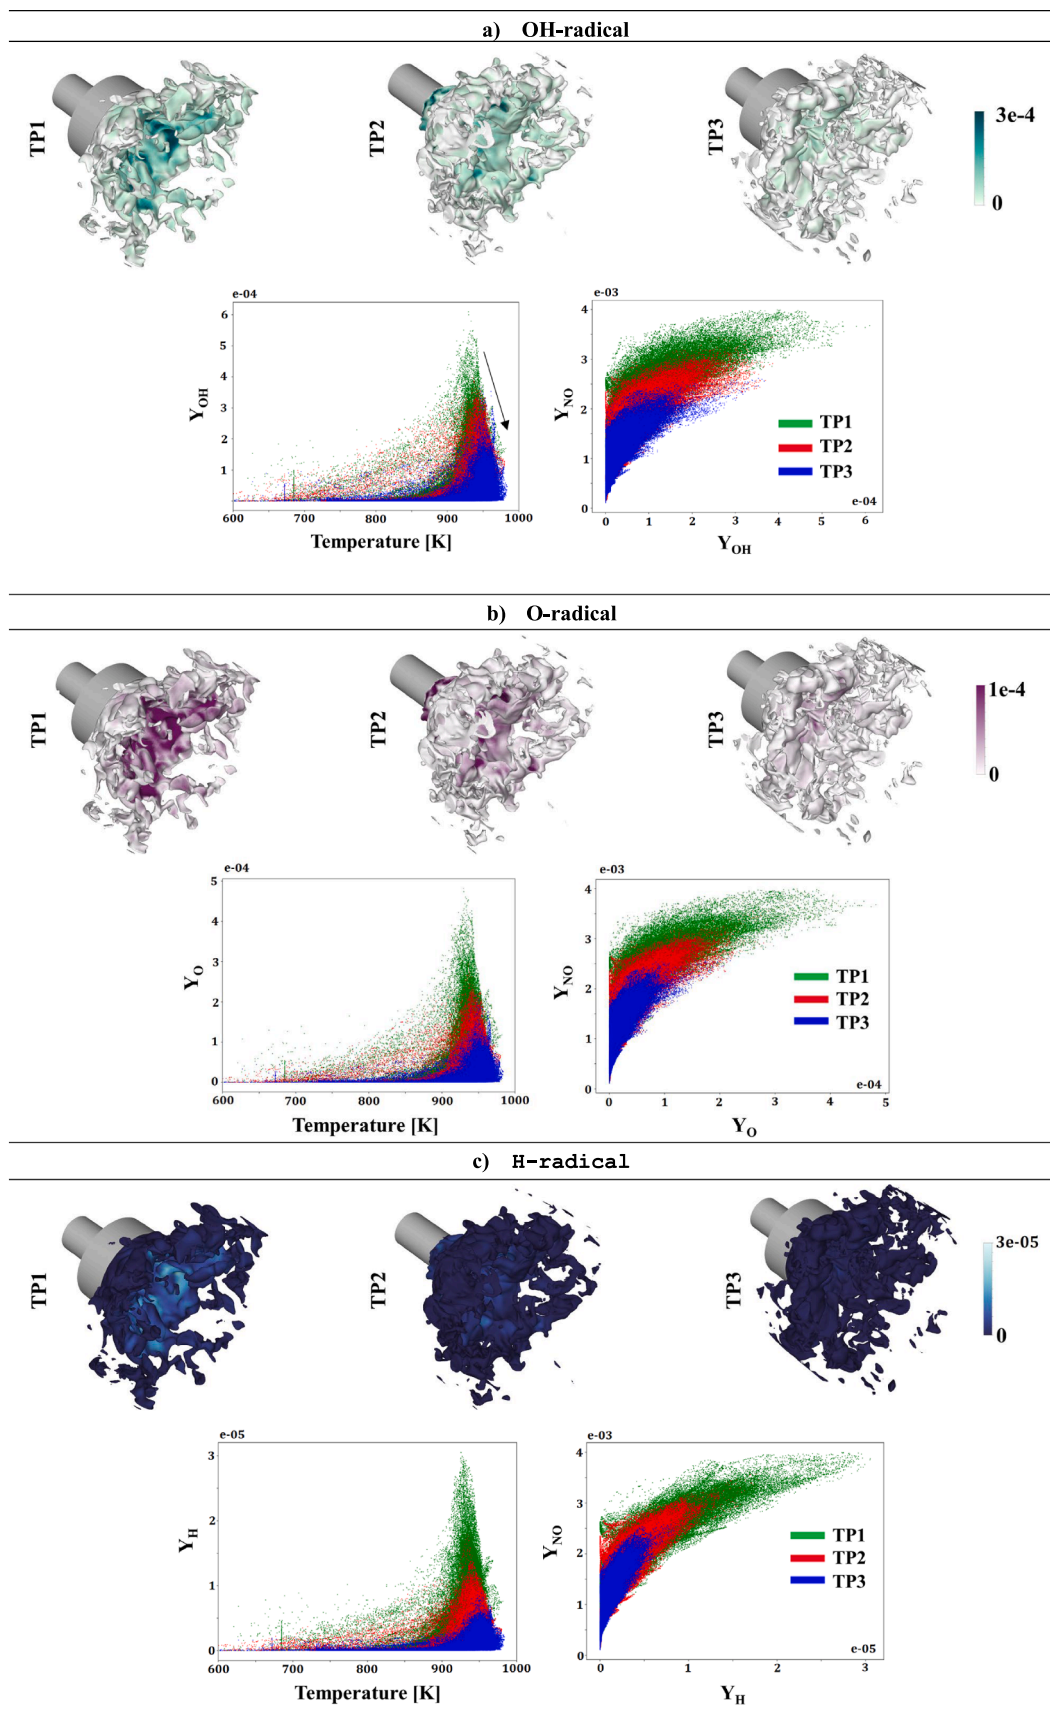 a) OH-radical
TP1
TP2
TP3
3e-4
0
e-04
6
5
4
3
2
1
Y_OH
600 700 800 900 1000
Temperature [K]
e-03
4
3
2
1
0
Y_NO
TP1
TP2
TP3
e-04
0 1 2 3 4 5 6
Y_OH
b) O-radical
TP1
TP2
TP3
1e-4
0
e-04
5
4
3
2
1
0
Y_O
600 700 800 900 1000
Temperature [K]
e-03
4
3
2
1
0
Y_NO
TP1
TP2
TP3
e-04
0 1 2 3 4 5
Y_O
c) H-radical
TP1
TP2
TP3
3e-05
0
e-05
3
2
1
0
Y_H
600 700 800 900 1000
Temperature [K]
e-03
4
3
2
1
0
Y_NO
TP1
TP2
TP3
e-05
0 1 2 3
Y_H